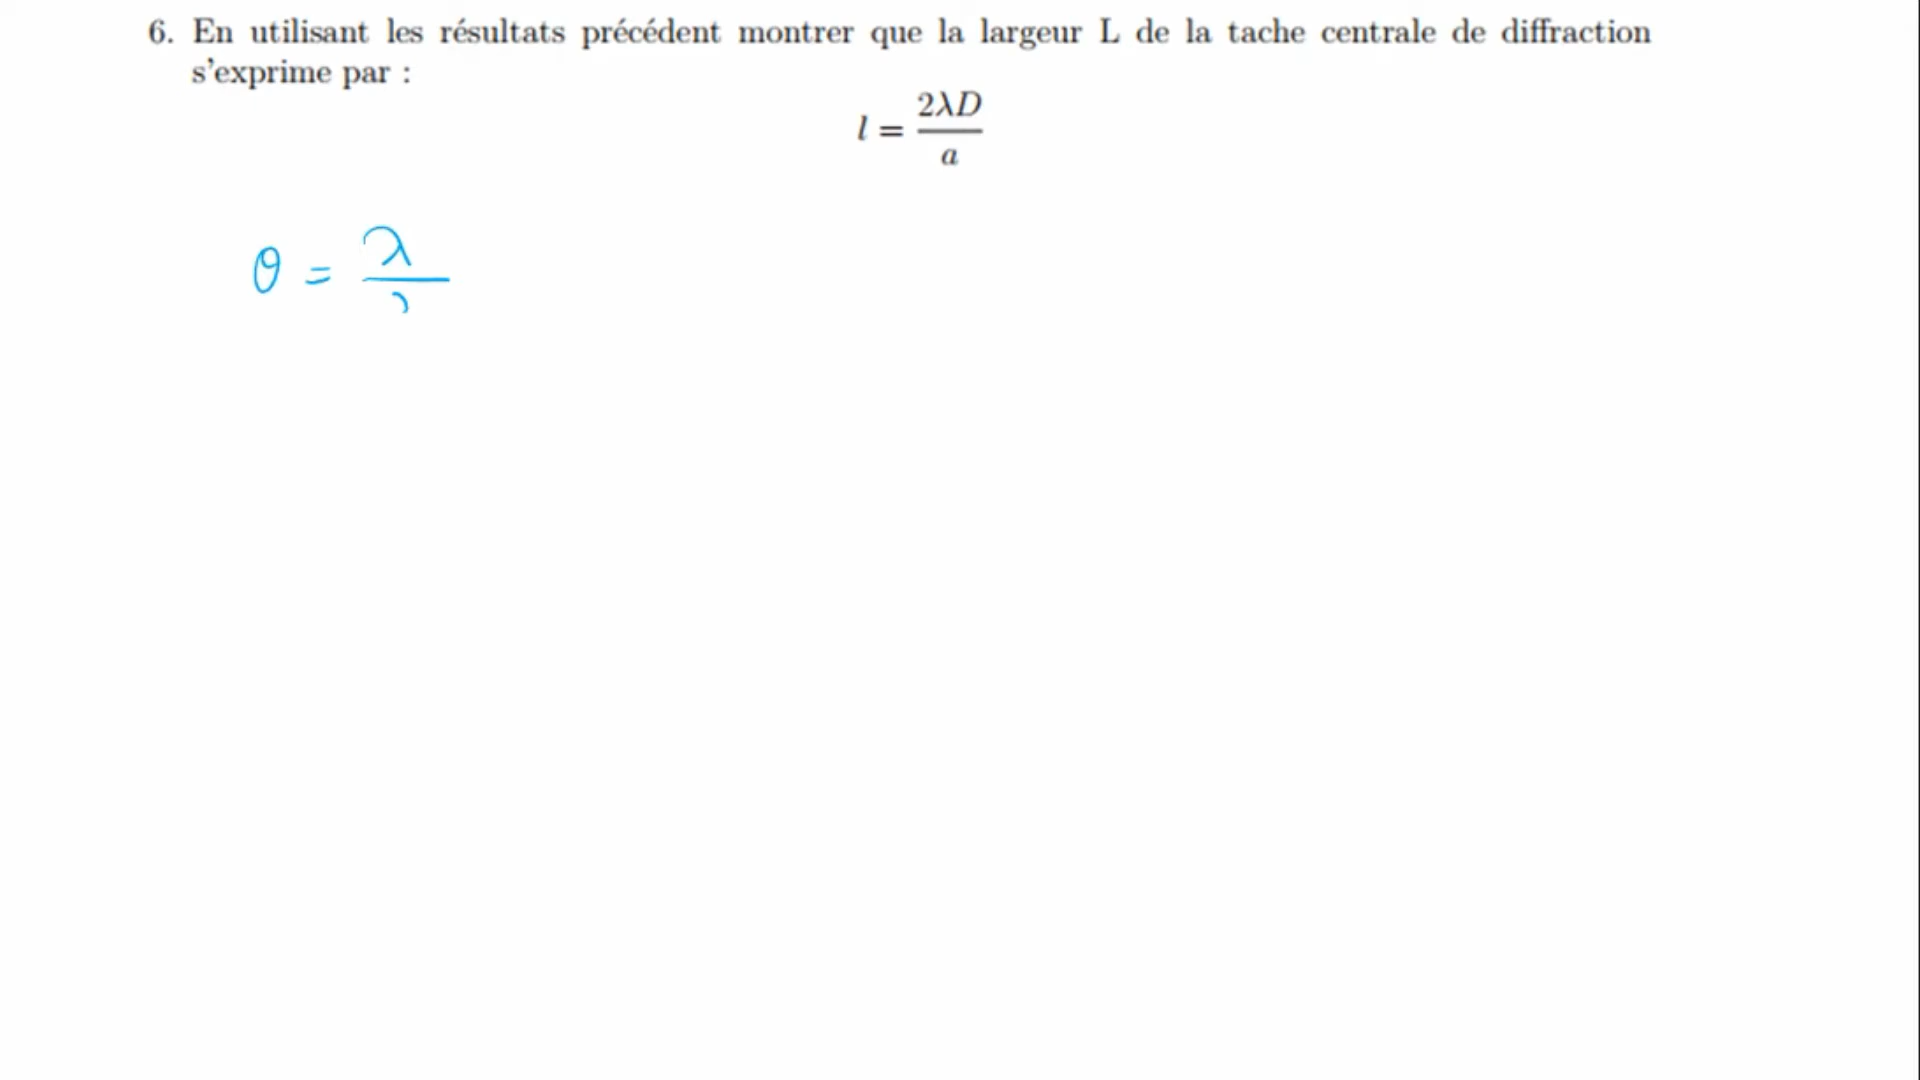 6. En utilisant les résultats précédent montrer que la largeur L de la tache centrale de diffraction
s'exprime par :
l = 2λD / a
θ = λ /